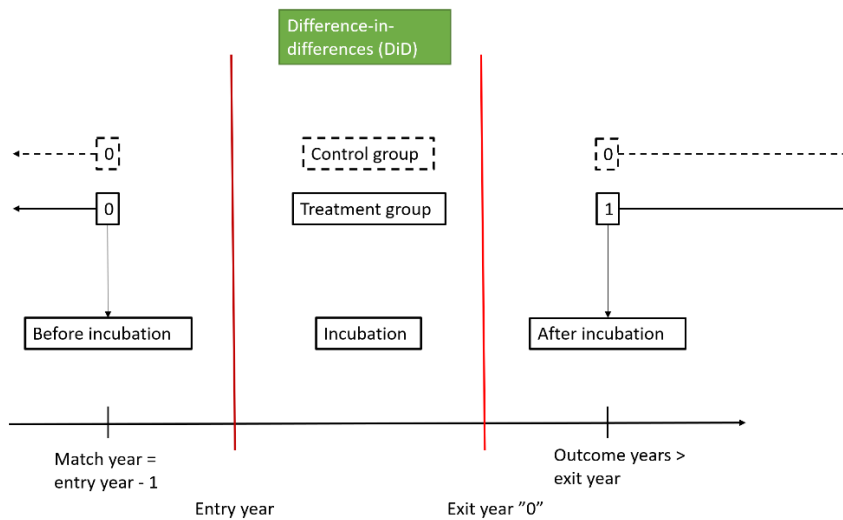 Difference-in-
differences (DiD)
0
Control group
0
0
Treatment group
1
Before incubation
Incubation
After incubation
Match year =
entry year - 1
Outcome years >
exit year
Entry year
Exit year ”0”